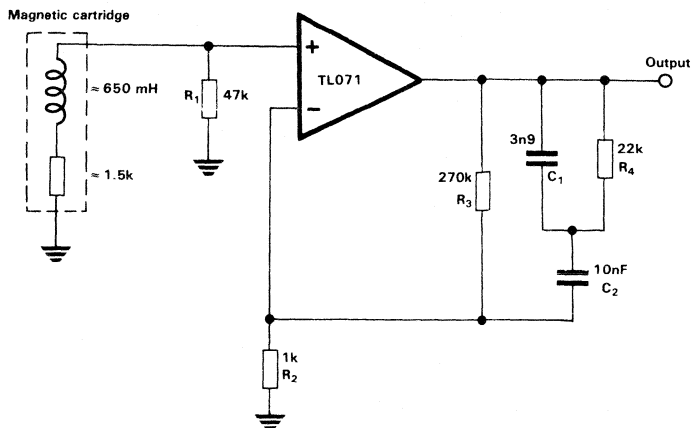 Magnetic cartridge
≈ 650 mH
≈ 1.5k
R1 47k
+
TL071
−
Output
3n9
C1
22k
R4
270k
R3
10nF
C2
1k
R2